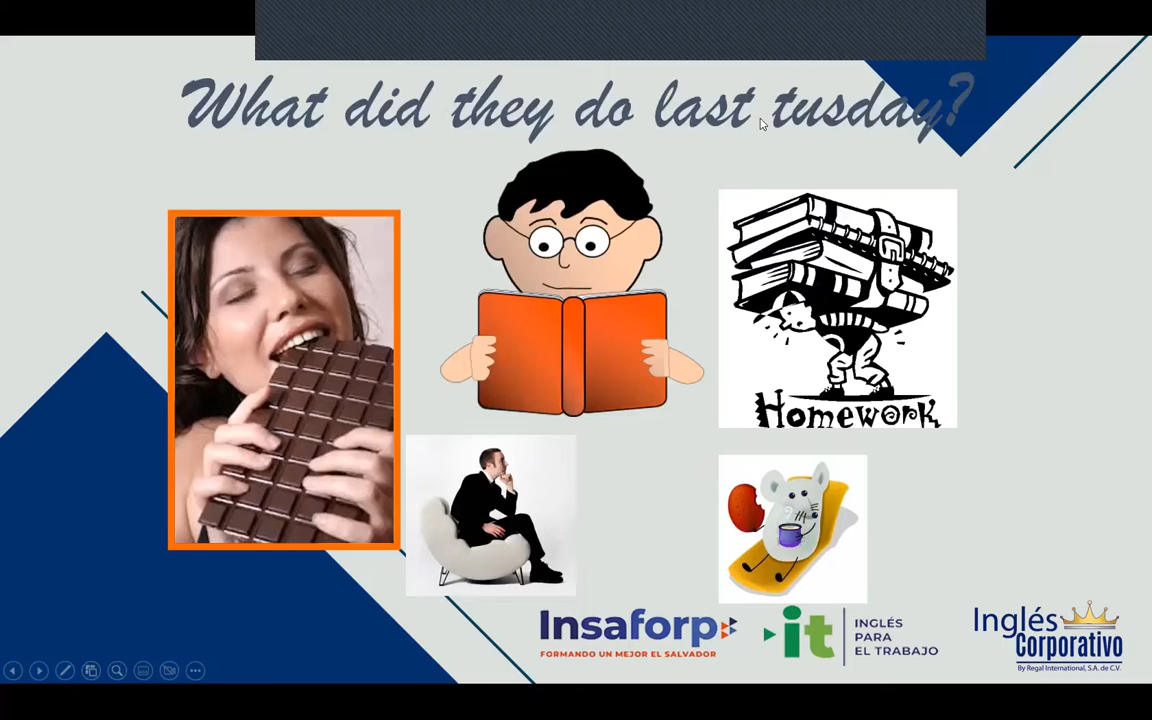 What did they do last tusday?
Homework
Insaforp
FORMANDO UN MEJOR EL SALVADOR
it
INGLÉS
PARA
EL TRABAJO
Inglés
Corporativo
By Regal International, S.A. de C.V.